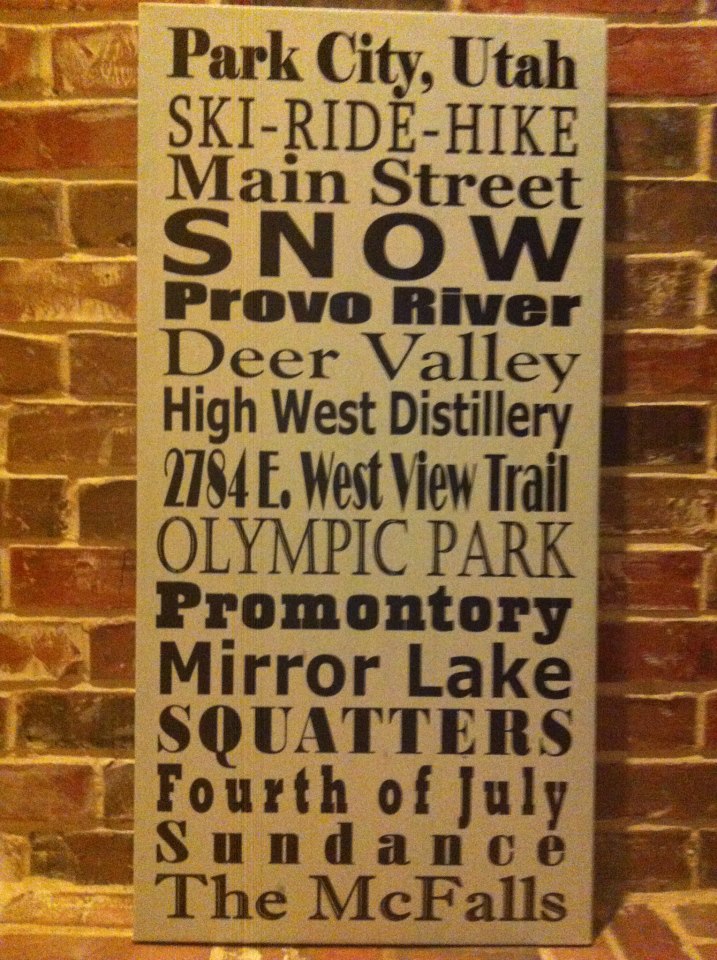 Park City, Utah
SKI-RIDE-HIKE
Main Street
SNOW
Provo River
Deer Valley
High West Distillery
2784 E. West View Trail
OLYMPIC PARK
Promontory
Mirror Lake
SQUATTERS
Fourth of July
Sundance
The McFalls